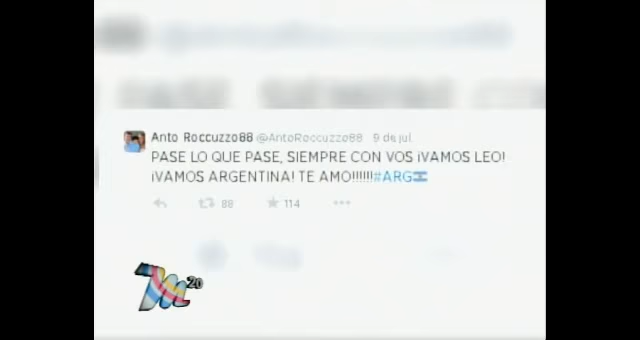 Anto Roccuzzo88 @AntoRoccuzzo88 9 de jul
PASE LO QUE PASE, SIEMPRE CON VOS ¡VAMOS LEO!
¡VAMOS ARGENTINA! TE AMO!!!!!!#ARG
88 114
M 20